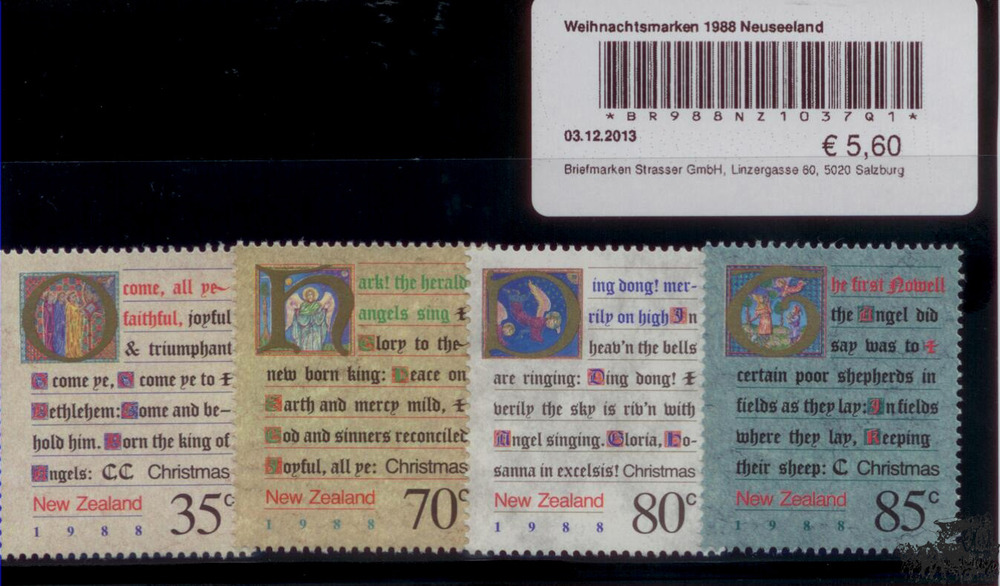 Weihnachtsmarken 1988 Neuseeland
*BR988NZ1037Q1*
03.12.2013
€ 5,60
Briefmarken Strasser GmbH, Linzergasse 60, 5020 Salzburg
O come, all ye
faithful, joyful
& triumphant
O come ye, O come ye to
Bethlehem: Come and be-
hold him. Born the king of
Angels: CC Christmas
New Zealand 35c
1 9 8 8
Hark! the herald
angels sing
Glory to the
new born king: Peace on
Earth and mercy mild,
God and sinners reconciled
Joyful, all ye: Christmas
New Zealand 70c
1 9 8 8
Ding dong! mer-
rily on high In
heav'n the bells
are ringing: Ding dong!
verily the sky is riv'n with
Angel singing. Gloria, Ho-
sanna in excelsis! Christmas
New Zealand 80c
1 9 8 8
The first Nowell
the Angel did
say was to
certain poor shepherds in
fields as they lay: In fields
where they lay, Keeping
their sheep: C Christmas
New Zealand 85c
1 9 8 8